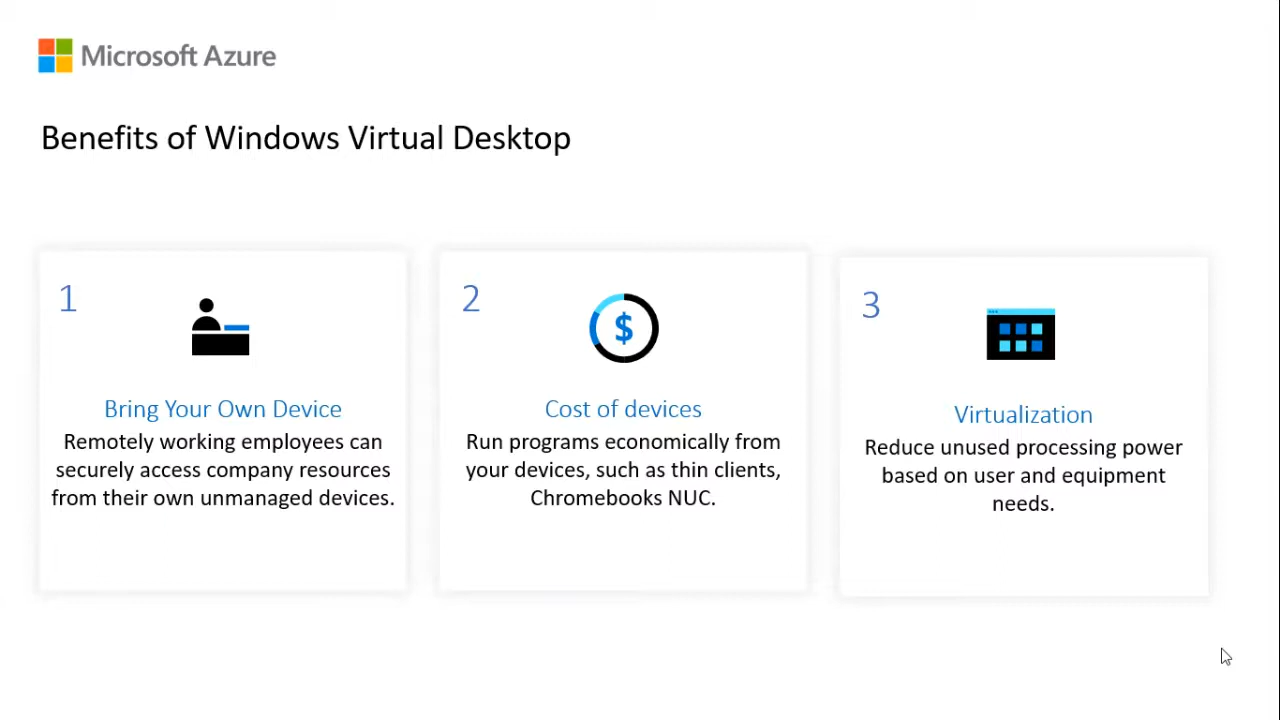 Microsoft Azure
Benefits of Windows Virtual Desktop
1
Bring Your Own Device
Remotely working employees can
securely access company resources
from their own unmanaged devices.
2
$
Cost of devices
Run programs economically from
your devices, such as thin clients,
Chromebooks NUC.
3
Virtualization
Reduce unused processing power
based on user and equipment
needs.